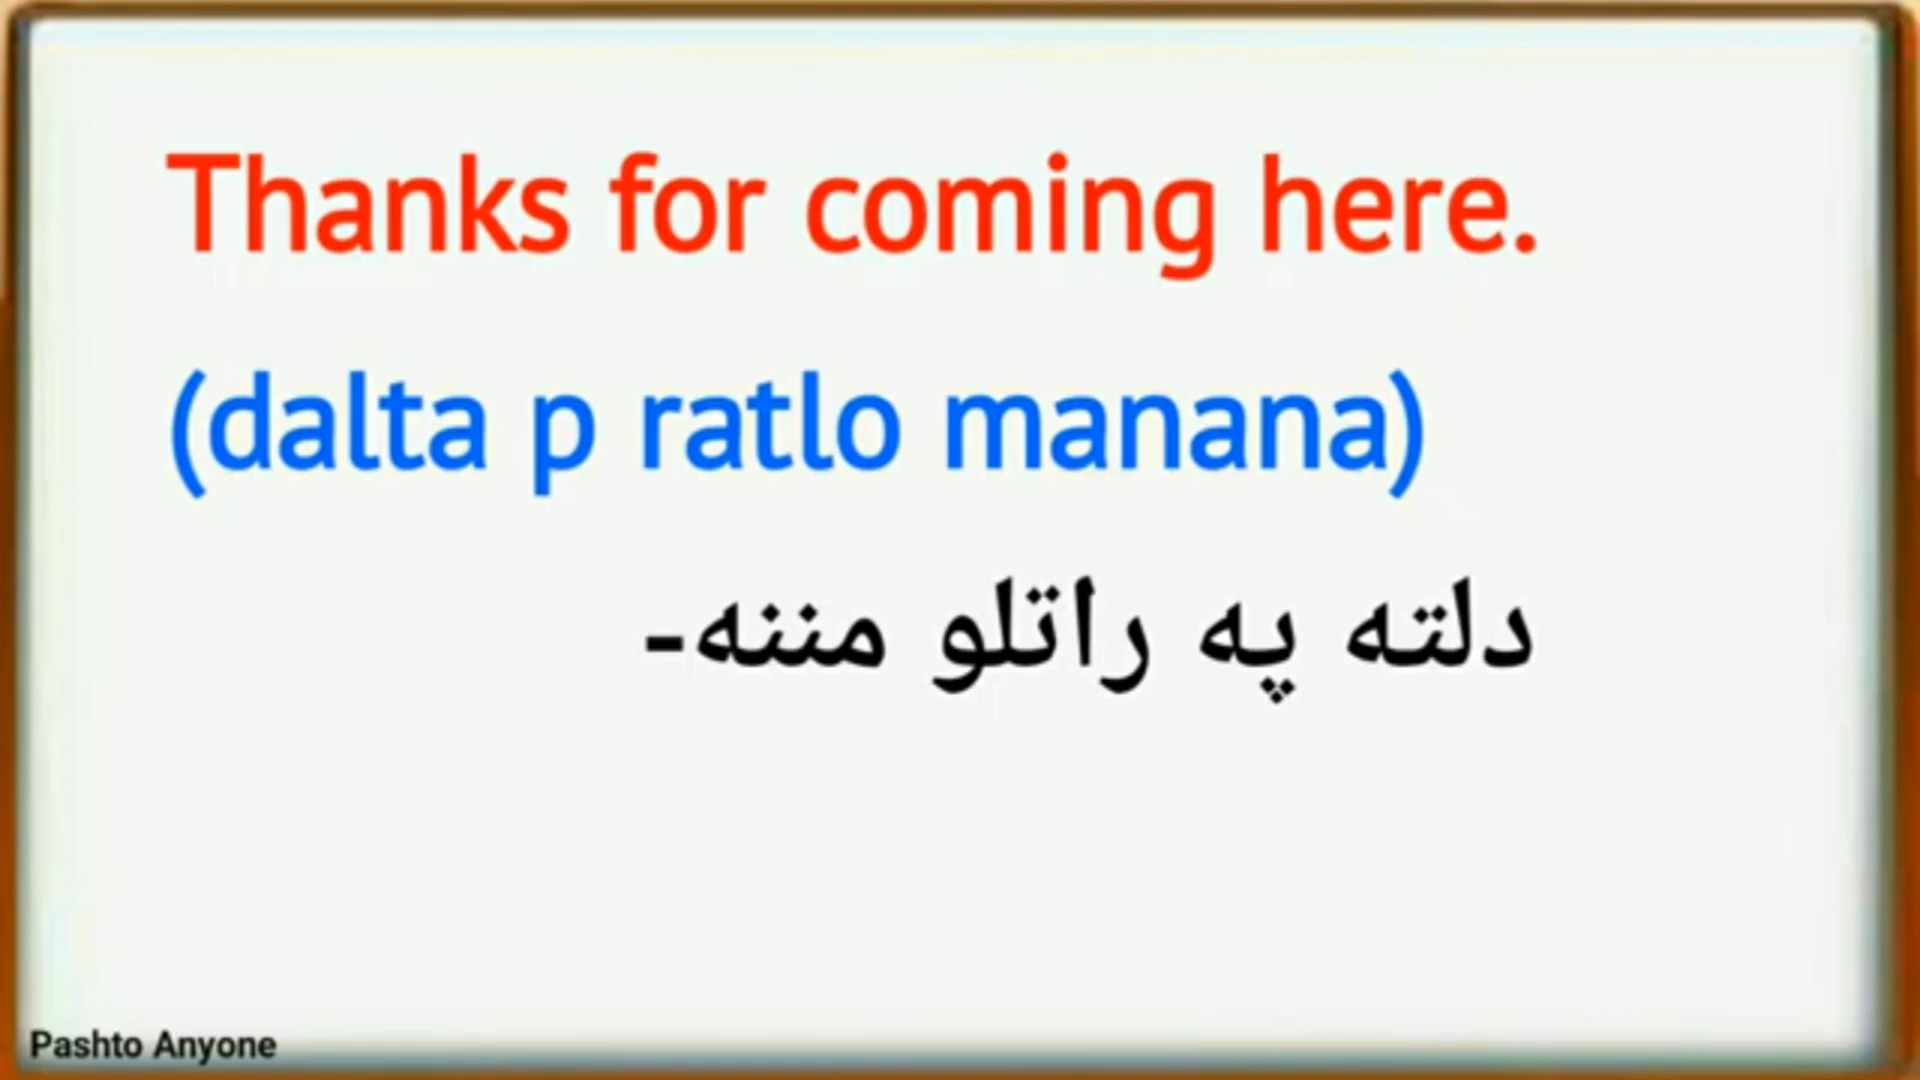 Thanks for coming here.
(dalta p ratlo manana)
دلته په راتلو مننه-
Pashto Anyone